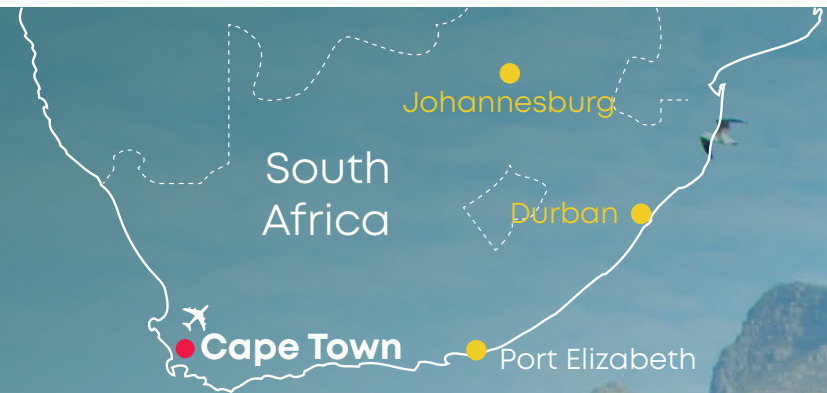 Johannesburg
South
Africa
Durban
Cape Town
Port Elizabeth